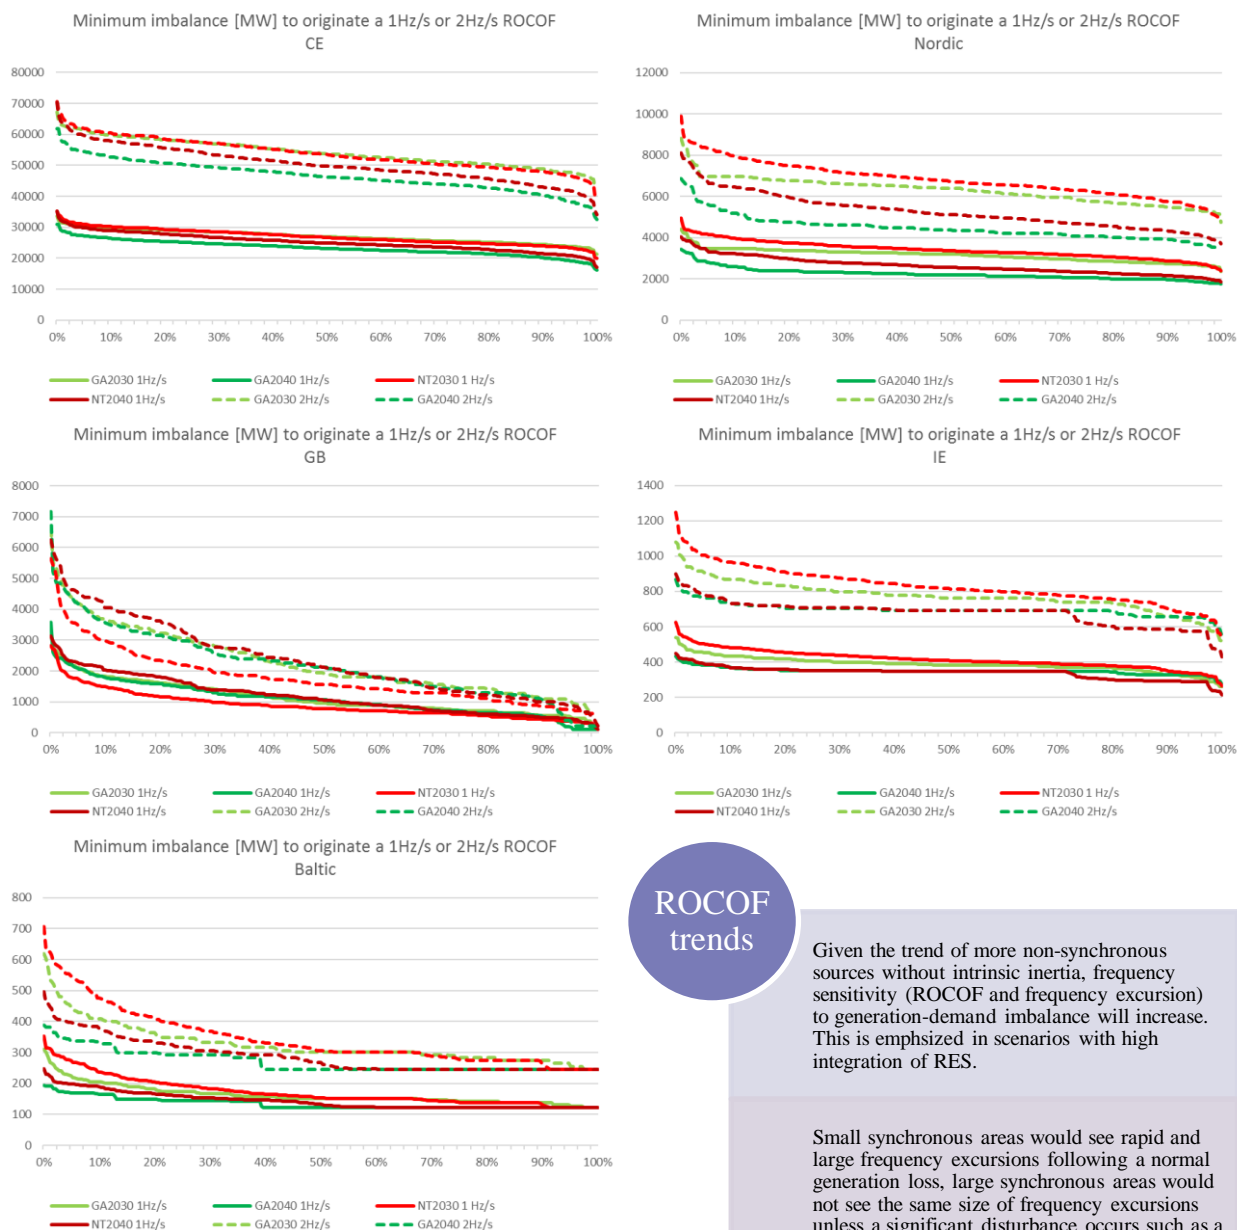 Minimum imbalance [MW] to originate a 1Hz/s or 2Hz/s ROCOF
CE
80000
70000
60000
50000
40000
30000
20000
10000
0
0% 10% 20% 30% 40% 50% 60% 70% 80% 90% 100%
GA2030 1Hz/s GA2040 1Hz/s NT2030 1 Hz/s
NT2040 1Hz/s GA2030 2Hz/s GA2040 2Hz/s
Minimum imbalance [MW] to originate a 1Hz/s or 2Hz/s ROCOF
Nordic
12000
10000
8000
6000
4000
2000
0
0% 10% 20% 30% 40% 50% 60% 70% 80% 90% 100%
GA2030 1Hz/s GA2040 1Hz/s NT2030 1 Hz/s
NT2040 1Hz/s GA2030 2Hz/s GA2040 2Hz/s
Minimum imbalance [MW] to originate a 1Hz/s or 2Hz/s ROCOF
GB
8000
7000
6000
5000
4000
3000
2000
1000
0
0% 10% 20% 30% 40% 50% 60% 70% 80% 90% 100%
GA2030 1Hz/s GA2040 1Hz/s NT2030 1 Hz/s
NT2040 1Hz/s GA2030 2Hz/s GA2040 2Hz/s
Minimum imbalance [MW] to originate a 1Hz/s or 2Hz/s ROCOF
IE
1400
1200
1000
800
600
400
200
0
0% 10% 20% 30% 40% 50% 60% 70% 80% 90% 100%
GA2030 1Hz/s GA2040 1Hz/s NT2030 1 Hz/s
NT2040 1Hz/s GA2030 2Hz/s GA2040 2Hz/s
Minimum imbalance [MW] to originate a 1Hz/s or 2Hz/s ROCOF
Baltic
800
700
600
500
400
300
200
100
0
0% 10% 20% 30% 40% 50% 60% 70% 80% 90% 100%
GA2030 1Hz/s GA2040 1Hz/s NT2030 1 Hz/s
NT2040 1Hz/s GA2030 2Hz/s GA2040 2Hz/s
ROCOF
trends
Given the trend of more non-synchronous
sources without intrinsic inertia, frequency
sensitivity (ROCOF and frequency excursion)
to generation-demand imbalance will increase.
This is emphsized in scenarios with high
integration of RES.
Small synchronous areas would see rapid and
large frequency excursions following a normal
generation loss, large synchronous areas would
not see the same size of frequency excursions
unless a significant disturbance occurs such as a